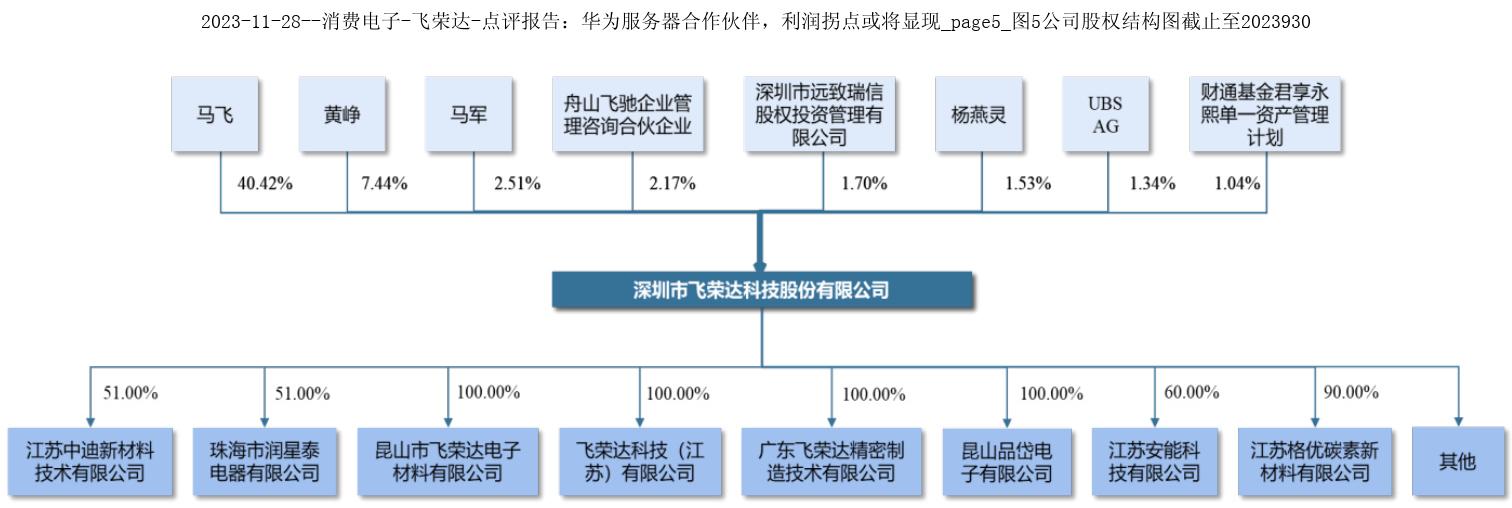 2023-11-28--消费电子-飞荣达-点评报告：华为服务器合作伙伴，利润拐点或将显现_page5_图5公司股权结构图截止至2023930
马飞
黄峥
马军
舟山飞驰企业管
理咨询合伙企业
深圳市远致瑞信
股权投资管理有
限公司
杨燕灵
UBS
AG
财通基金君享永
熙单一资产管理
计划
40.42%
7.44%
2.51%
2.17%
1.70%
1.53%
1.34%
1.04%
深圳市飞荣达科技股份有限公司
51.00%
51.00%
100.00%
100.00%
100.00%
100.00%
60.00%
90.00%
江苏中迪新材料
技术有限公司
珠海市润星泰
电器有限公司
昆山市飞荣达电子
材料有限公司
飞荣达科技（江
苏）有限公司
广东飞荣达精密制
造技术有限公司
昆山品岱电
子有限公司
江苏安能科
技有限公司
江苏格优碳素新
材料有限公司
其他